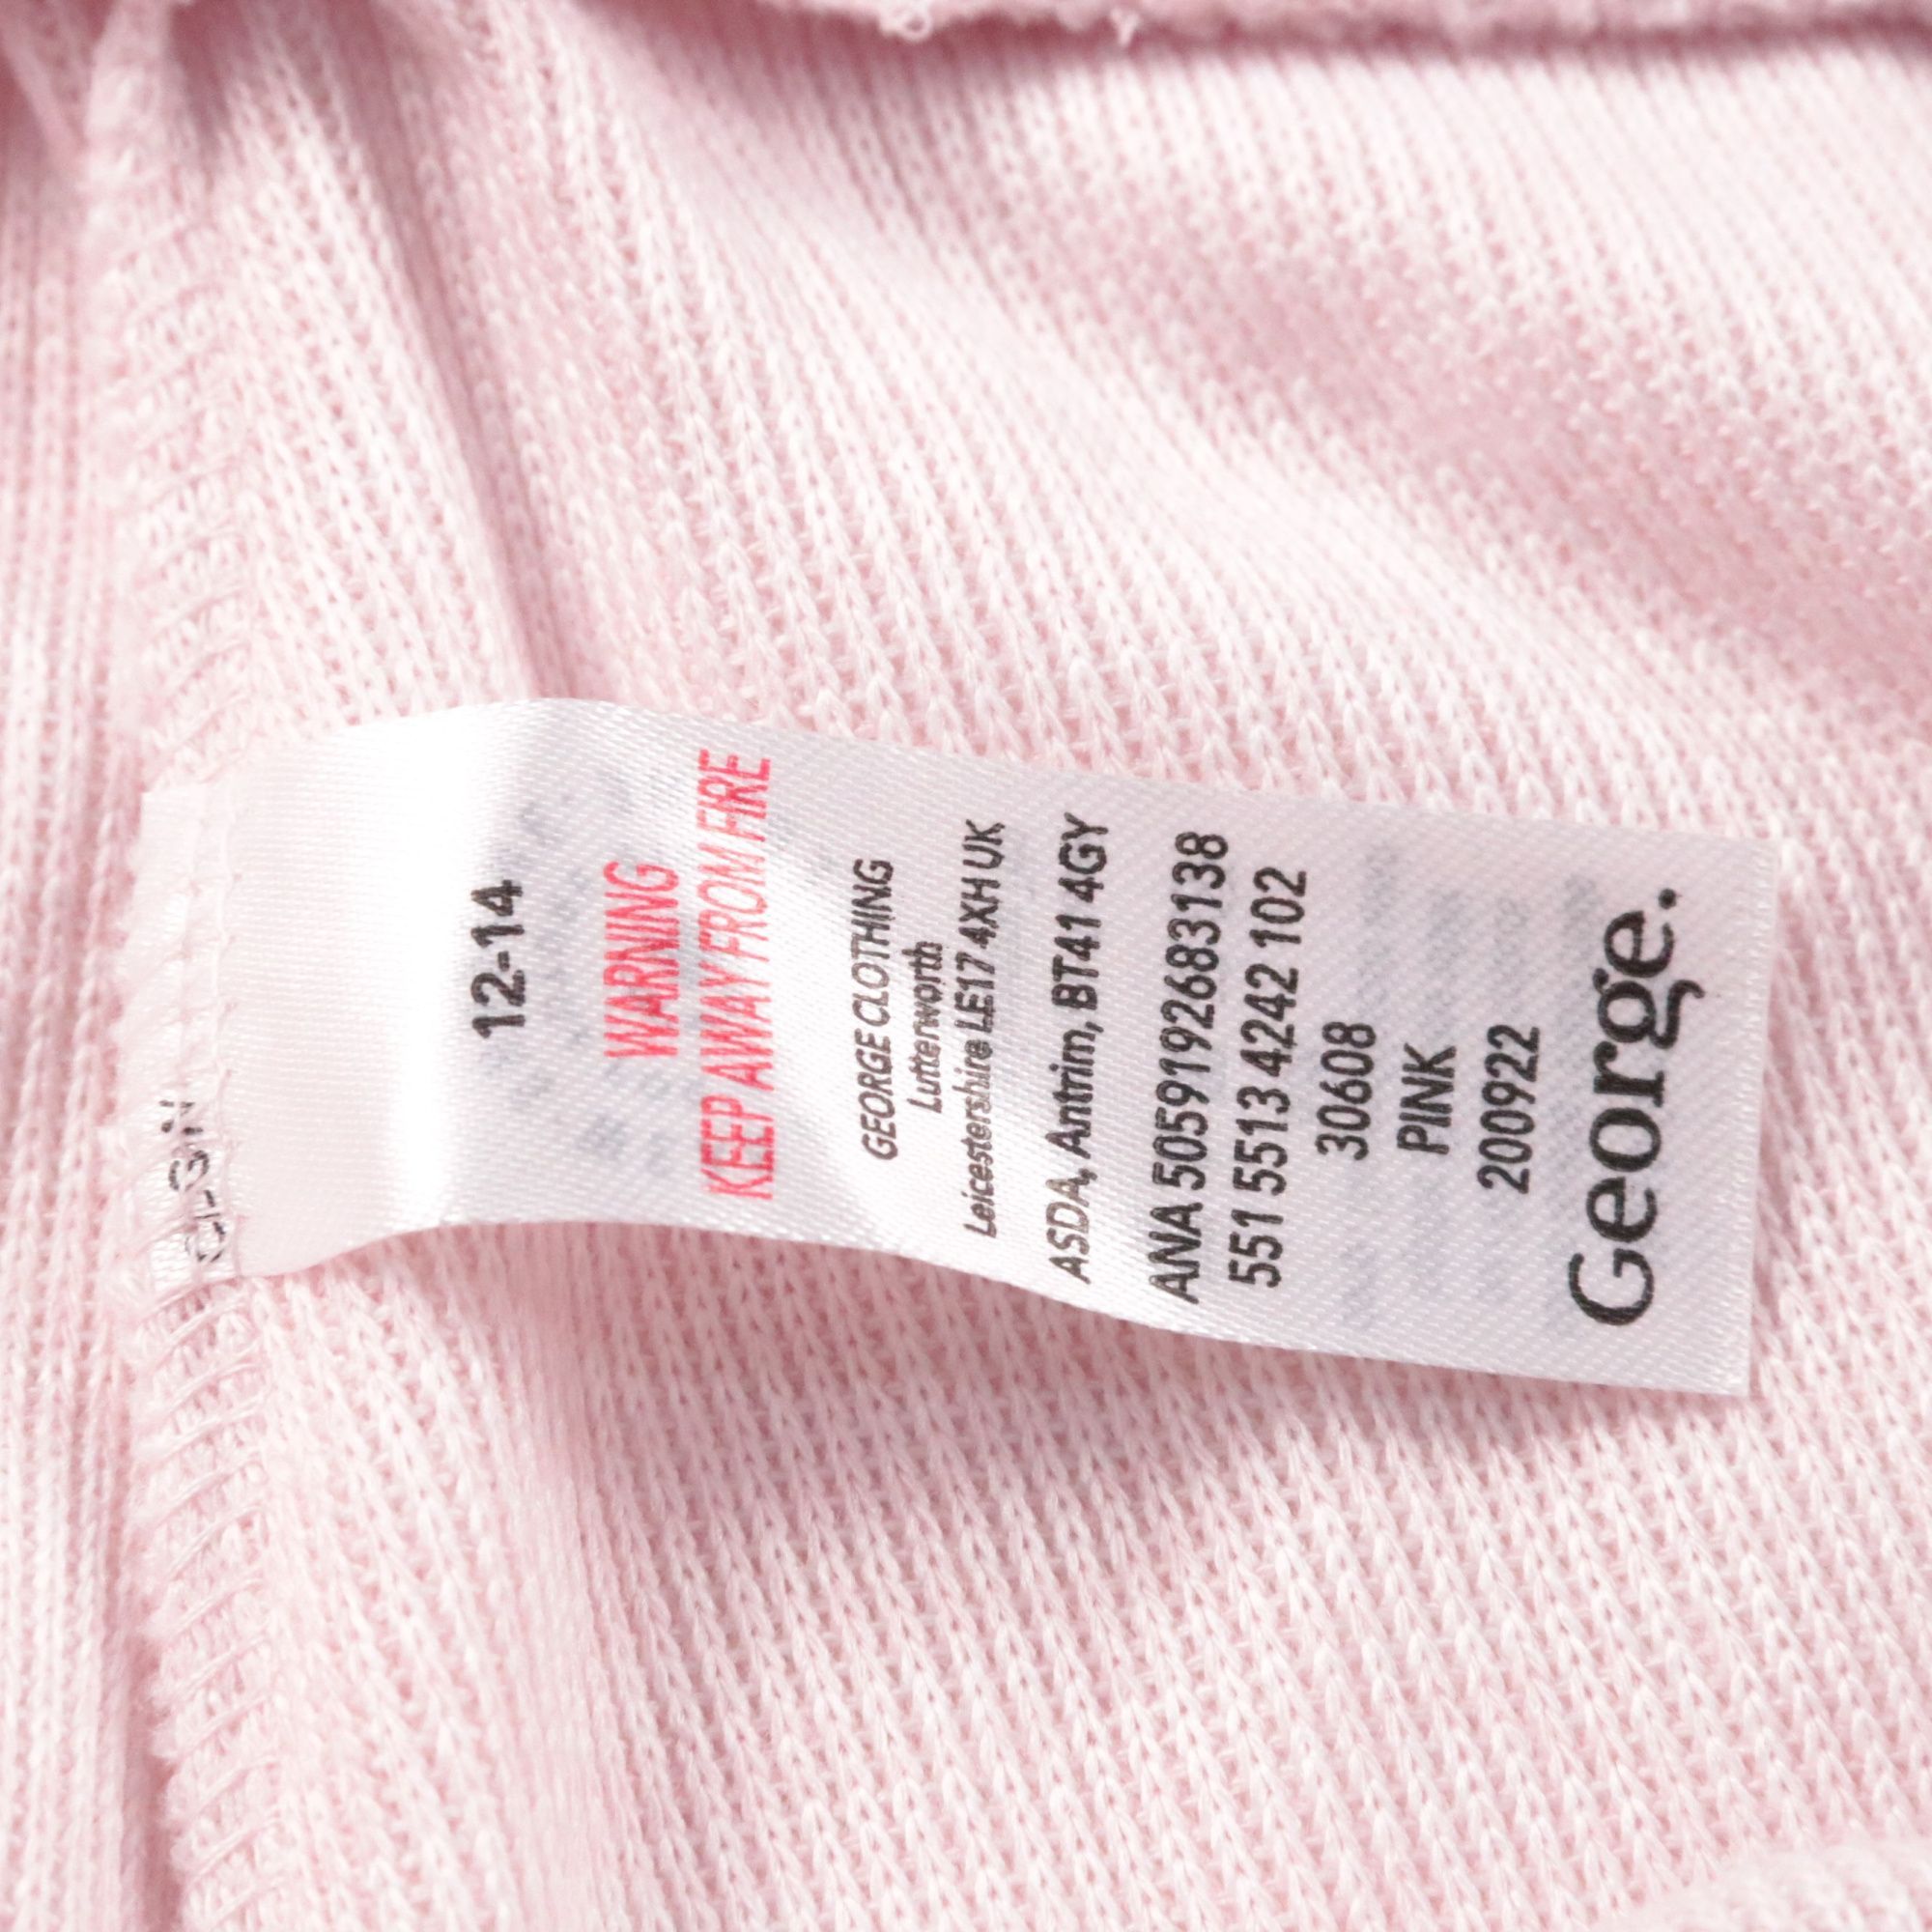 12-14
WARNING
KEEP AWAY FROM FIRE
GEORGE CLOTHING
Lutterworth
Leicestershire LE17 4XH UK
ASDA, Antrim, BT41 4GY
ANA 5059192683138
551 5513 4242 102
30608
PINK
200922
George.